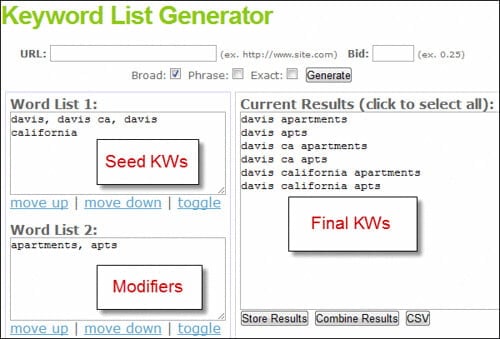 Keyword List Generator
URL: (ex. http://www.site.com) Bid: (ex. 0.25)
Broad: Phrase: Exact: Generate
Word List 1:
davis, davis ca, davis
california
Seed KWs
move up | move down | toggle
Word List 2:
apartments, apts
Modifiers
move up | move down | toggle
Current Results (click to select all):
davis apartments
davis apts
davis ca apartments
davis ca apts
davis california apartments
davis california apts
Final KWs
Store Results Combine Results CSV